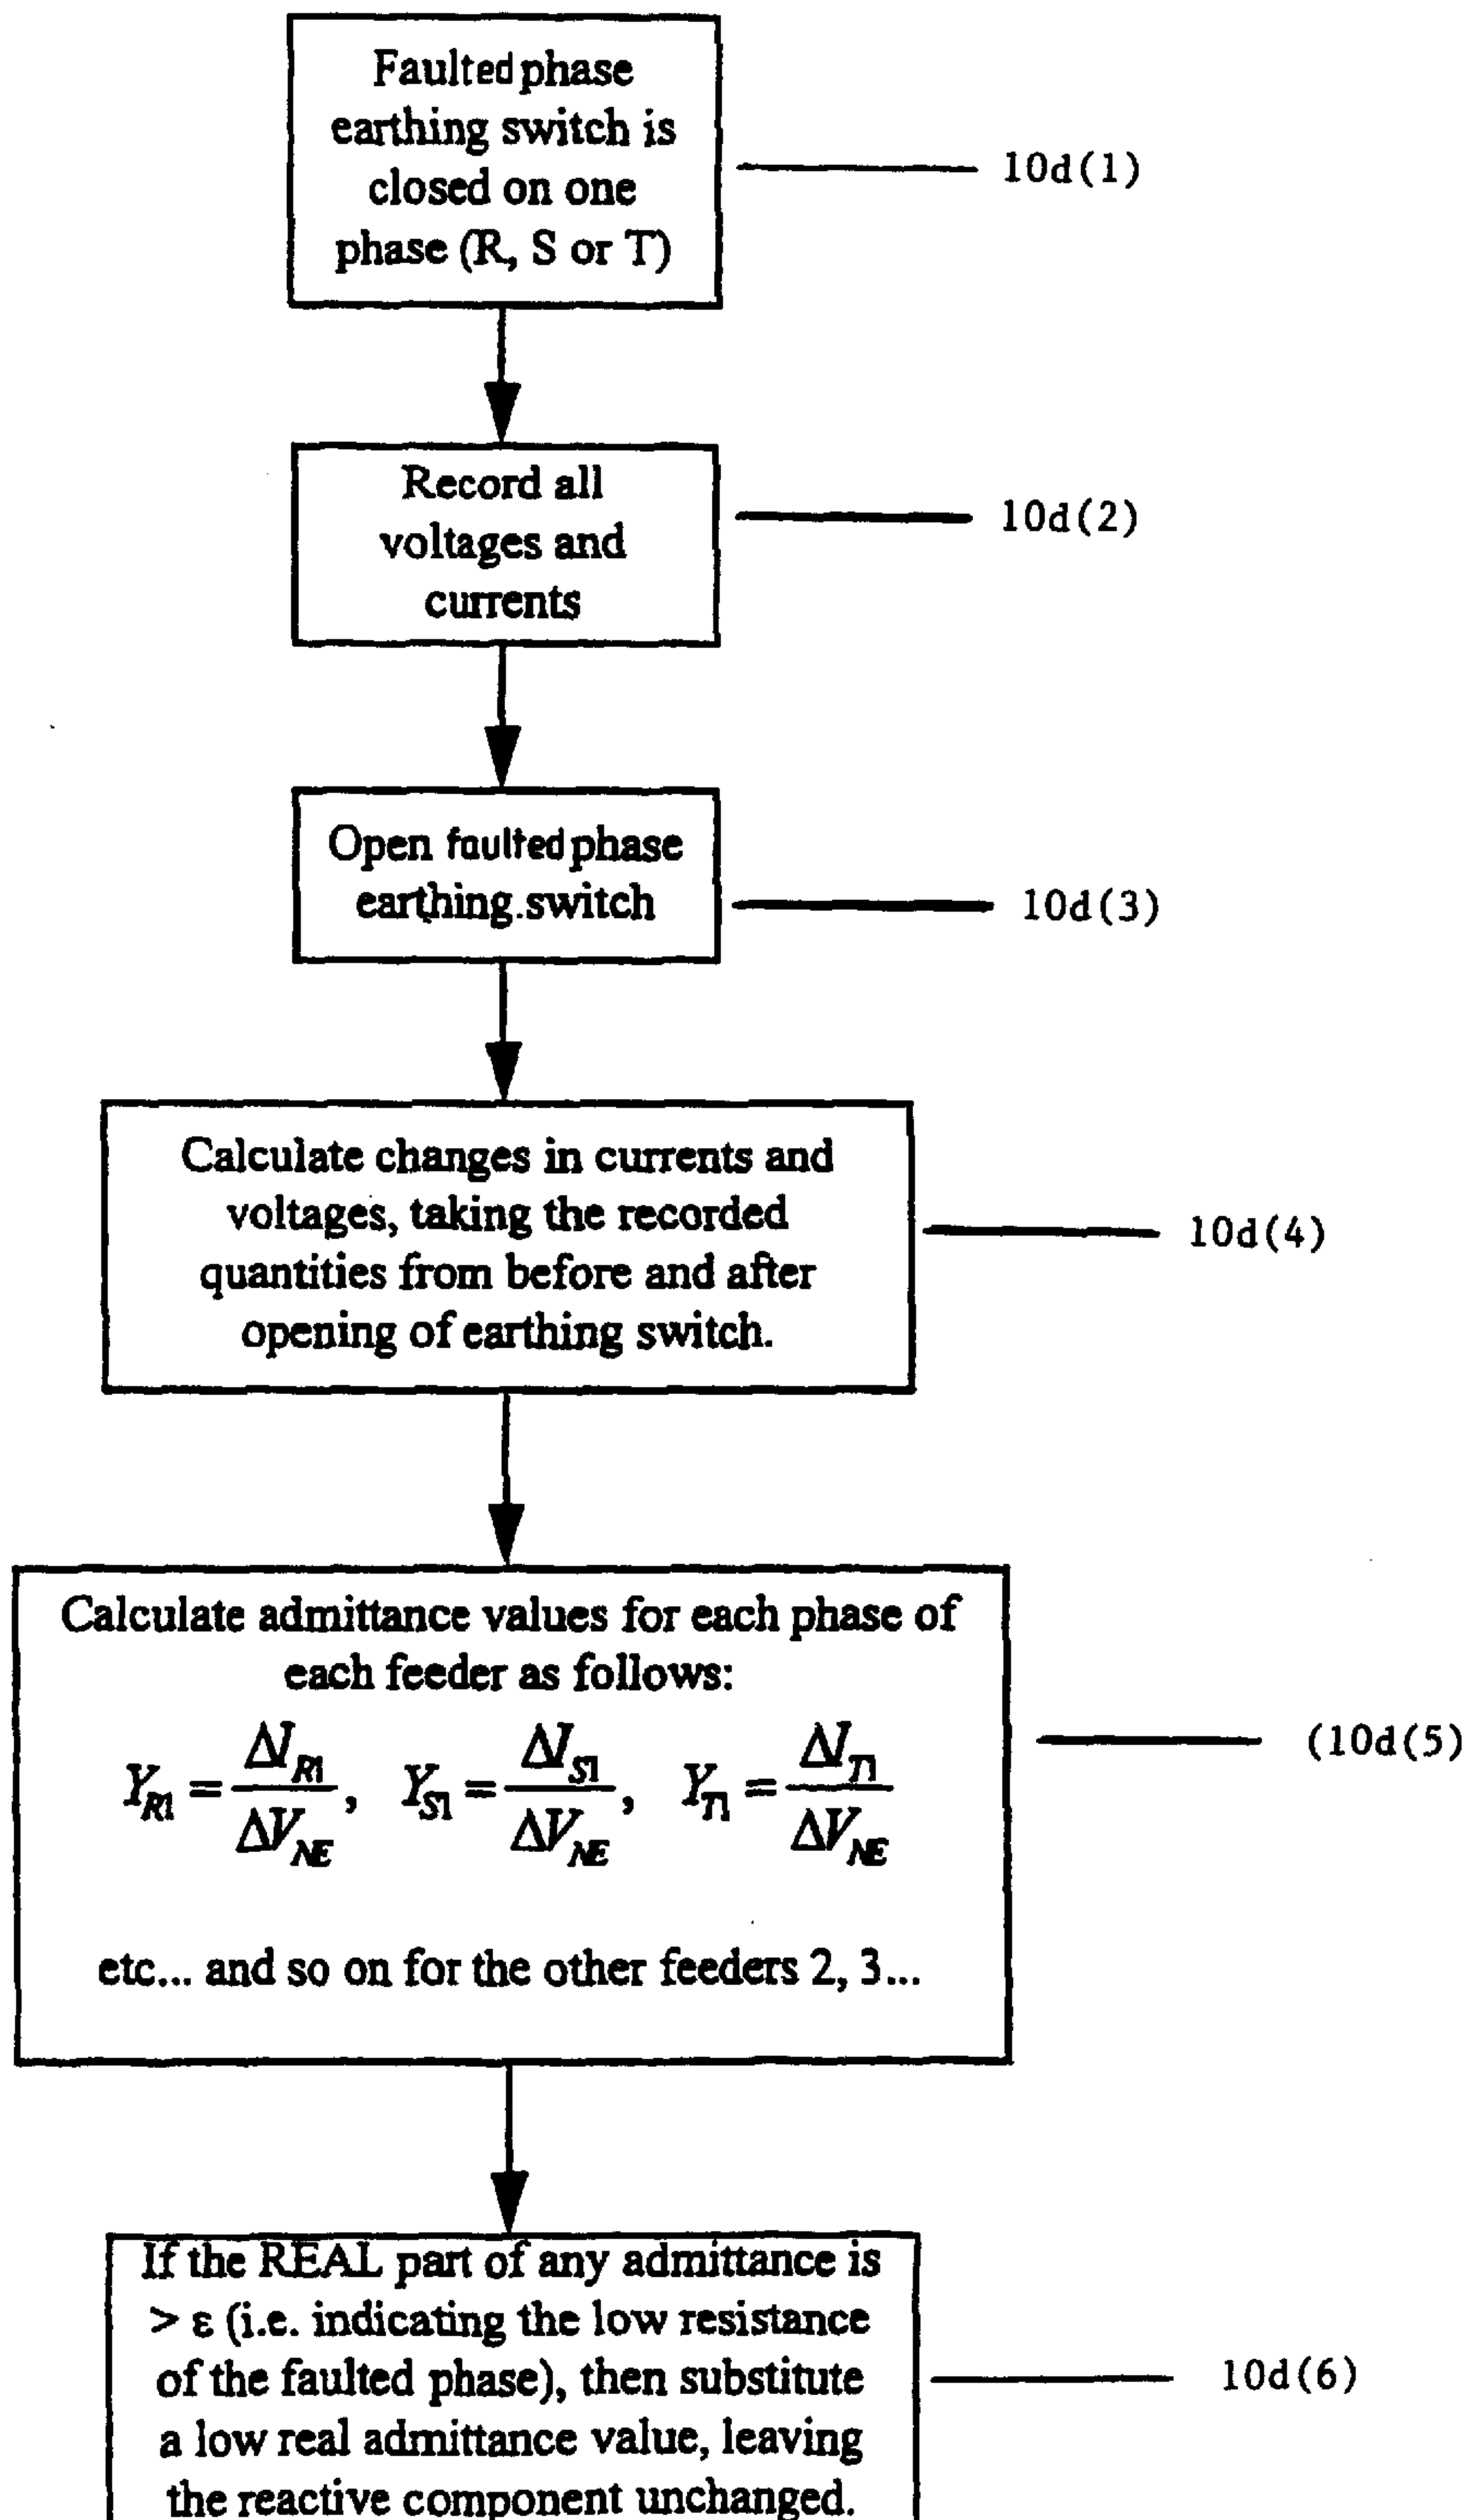 Faulted phase
earthing switch is
closed on one
phase (R, S or T)
10d(1)
Record all
voltages and
currents
10d(2)
Open faulted phase
earthing.switch
10d(3)
Calculate changes in currents and
voltages, taking the recorded
quantities from before and after
opening of earthing switch.
10d(4)
Calculate admittance values for each phase of
each feeder as follows:
Y_R1 = ΔI_R1 / ΔV_NE, Y_S1 = ΔI_S1 / ΔV_NE, Y_T1 = ΔI_T1 / ΔV_NE
etc... and so on for the other feeders 2, 3...
(10d(5)
If the REAL part of any admittance is
> ε (i.e. indicating the low resistance
of the faulted phase), then substitute
a low real admittance value, leaving
the reactive component unchanged.
10d(6)